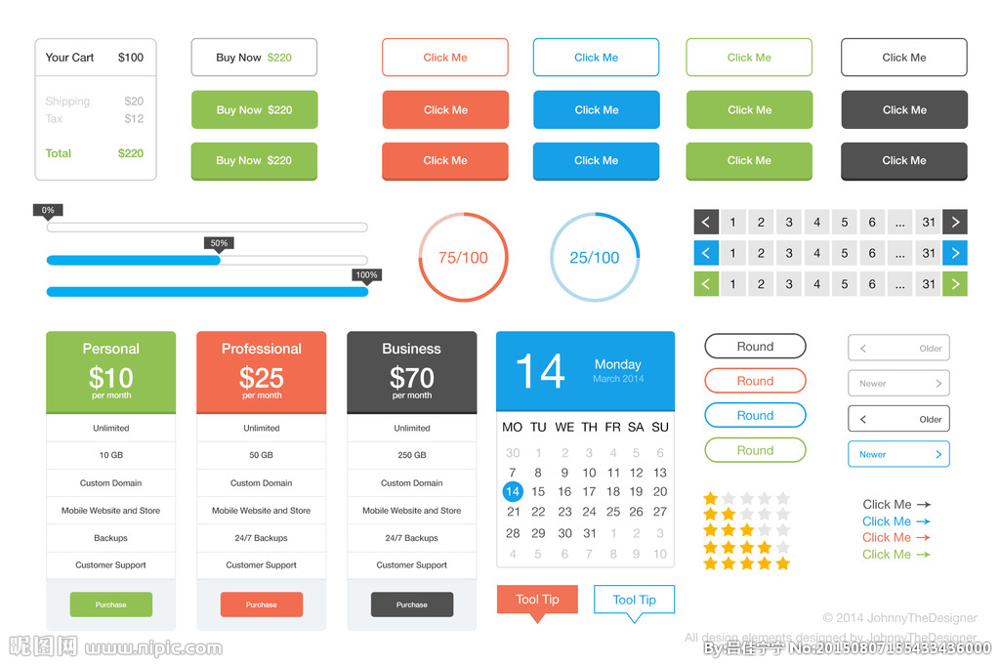 Your Cart $100
Shipping $20
Tax $12
Total $220
Buy Now $220
Buy Now $220
Buy Now $220
Click Me Click Me Click Me Click Me
Click Me Click Me Click Me Click Me
Click Me Click Me Click Me Click Me
0%
50%
100%
75/100
25/100
< 1 2 3 4 5 6 ... 31 >
< 1 2 3 4 5 6 ... 31 >
< 1 2 3 4 5 6 ... 31 >
Personal
$10
per month
Unlimited
10 GB
Custom Domain
Mobile Website and Store
Backups
Customer Support
Purchase
Professional
$25
per month
Unlimited
50 GB
Custom Domain
Mobile Website and Store
24/7 Backups
Customer Support
Purchase
Business
$70
per month
Unlimited
250 GB
Custom Domain
Mobile Website and Store
24/7 Backups
Customer Support
Purchase
14 Monday
March 2014
MO TU WE TH FR SA SU
30 1 2 3 4 5 6
7 8 9 10 11 12 13
14 15 16 17 18 19 20
21 22 23 24 25 26 27
28 29 30 31 1 2 3
4 5 6 7 8 9 10
Tool Tip
Tool Tip
Round
Round
Round
Round
< Older
Newer >
< Older
Newer >
Click Me →
Click Me →
Click Me →
Click Me →
© 2014 JohnnyTheDesigner
All design elements designed by JohnnyTheDesigner
昵图网 www.nipic.com
By:吕佳宁宁 No:20150807155433436000